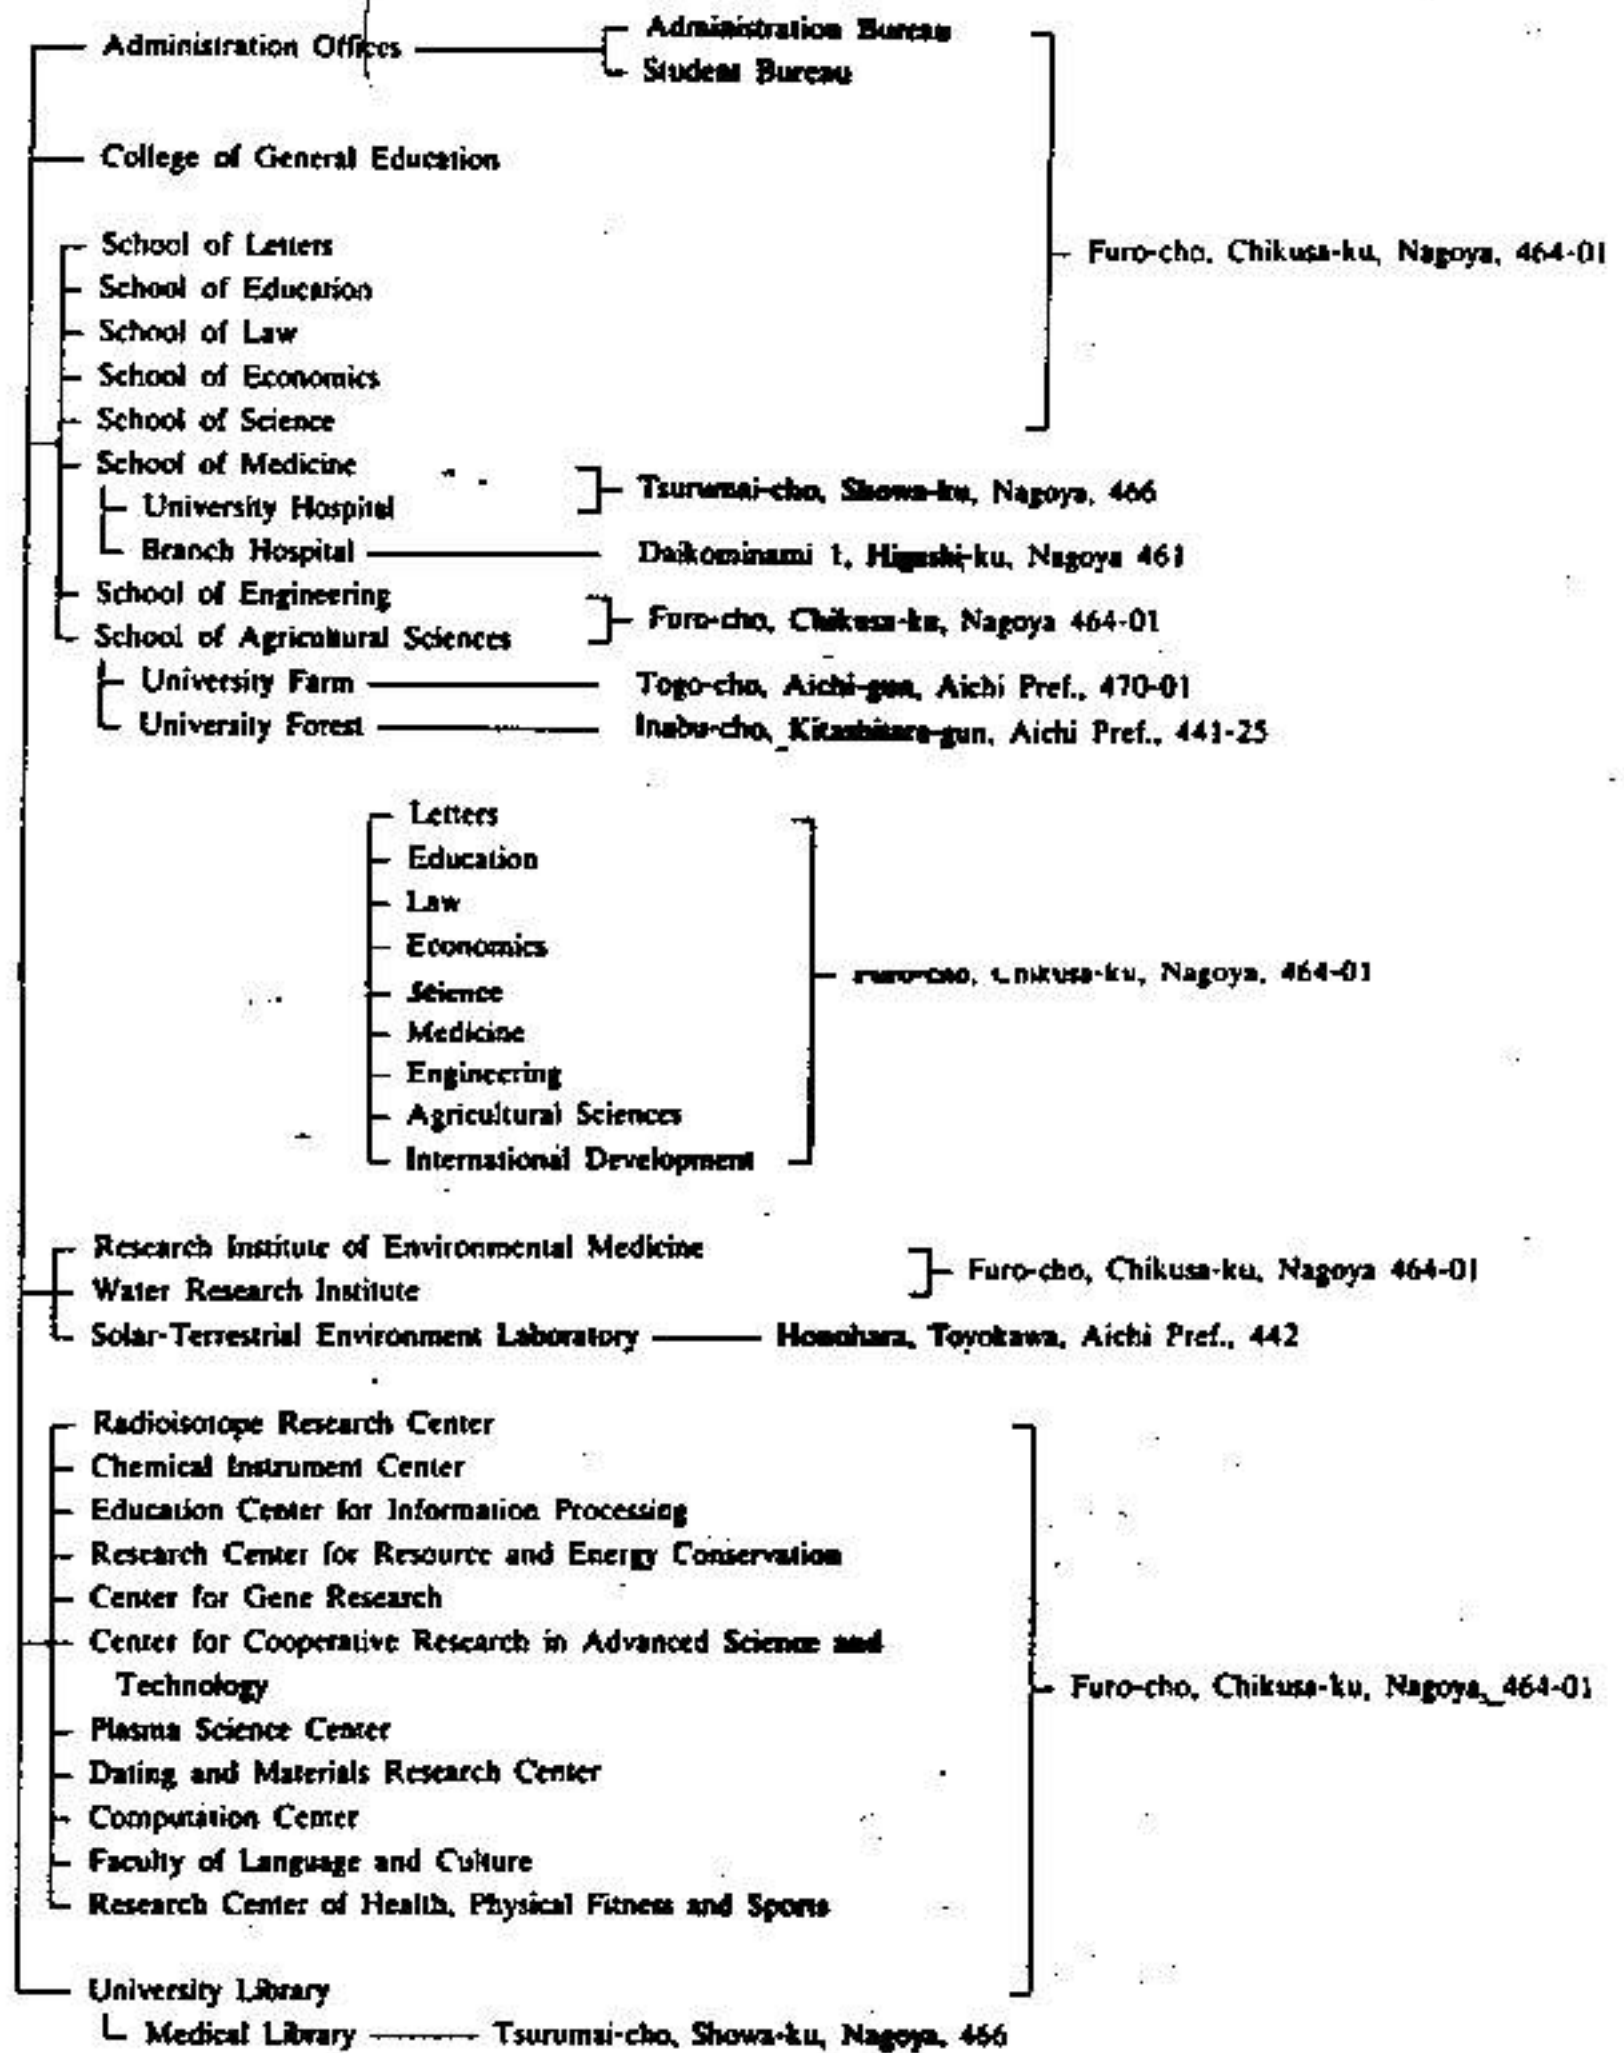 Administration Offices
Administration Bureau
Student Bureau
College of General Education
School of Letters
Furo-cho, Chikusa-ku, Nagoya, 464-01
School of Education
School of Law
School of Economics
School of Science
School of Medicine
Tsurumai-cho, Showa-ku, Nagoya, 466
University Hospital
Branch Hospital
Daikominami 1, Higashi-ku, Nagoya 461
School of Engineering
Furo-cho, Chikusa-ku, Nagoya 464-01
School of Agricultural Sciences
University Farm
Togo-cho, Aichi-gun, Aichi Pref., 470-01
University Forest
Inabu-cho, Kitashitara-gun, Aichi Pref., 441-25
Letters
Education
Law
Economics
Furo-cho, Chikusa-ku, Nagoya, 464-01
Science
Medicine
Engineering
Agricultural Sciences
International Development
Research Institute of Environmental Medicine
Furo-cho, Chikusa-ku, Nagoya 464-01
Water Research Institute
Solar-Terrestrial Environment Laboratory
Honohara, Toyokawa, Aichi Pref., 442
Radioisotope Research Center
Chemical Instrument Center
Education Center for Information Processing
Research Center for Resource and Energy Conservation
Center for Gene Research
Center for Cooperative Research in Advanced Science and
Technology
Furo-cho, Chikusa-ku, Nagoya, 464-01
Plasma Science Center
Dating and Materials Research Center
Computation Center
Faculty of Language and Culture
Research Center of Health, Physical Fitness and Sports
University Library
Medical Library
Tsurumai-cho, Showa-ku, Nagoya, 466